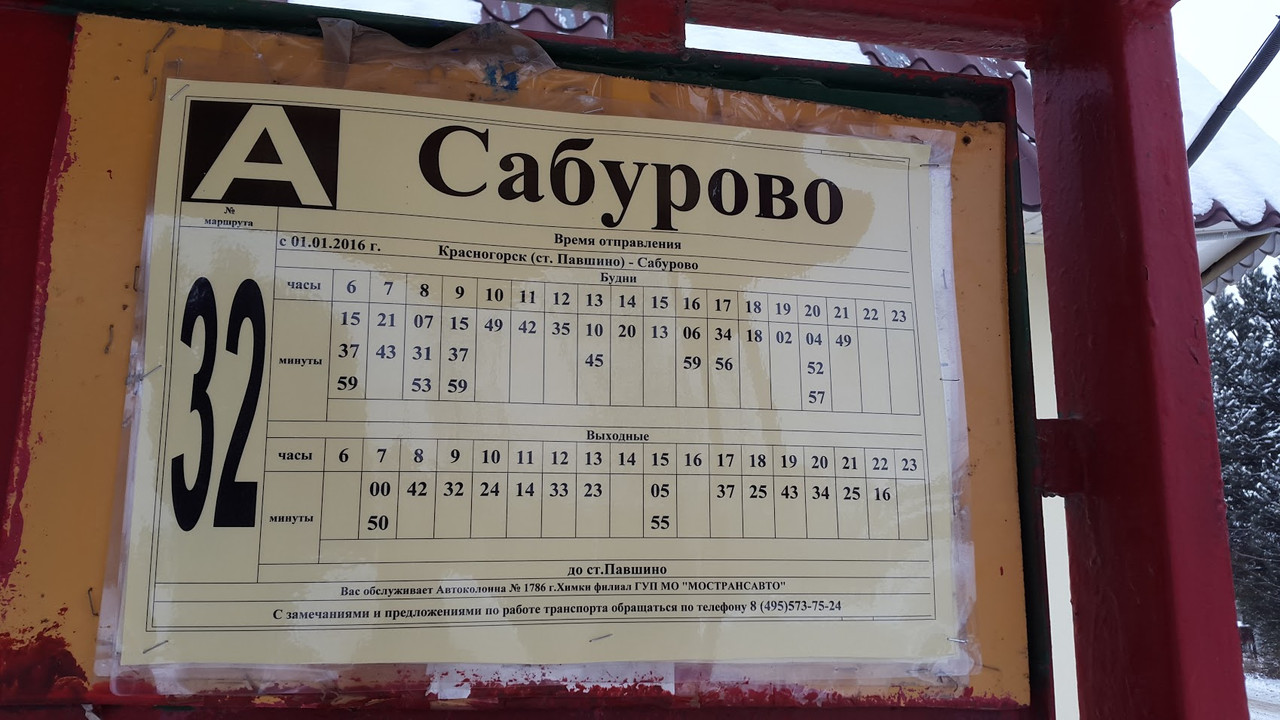 А Сабурово
№
маршрута
Время отправления
с 01.01.2016 г.
Красногорск (ст. Павшино) - Сабурово
32
Будни
часы 6 7 8 9 10 11 12 13 14 15 16 17 18 19 20 21 22 23
минуты
15 21 07 15 49 42 35 10 20 13 06 34 18 02 04 49
37 43 31 37 45 59 56 52
59 53 59 57
Выходные
часы 6 7 8 9 10 11 12 13 14 15 16 17 18 19 20 21 22 23
минуты
00 42 32 24 14 33 23 05 37 25 43 34 25 16
50 55
до ст.Павшино
Вас обслуживает Автоколонна № 1786 г.Химки филиал ГУП МО "МОСТРАНСАВТО"
С замечаниями и предложениями по работе транспорта обращаться по телефону 8 (495)573-75-24